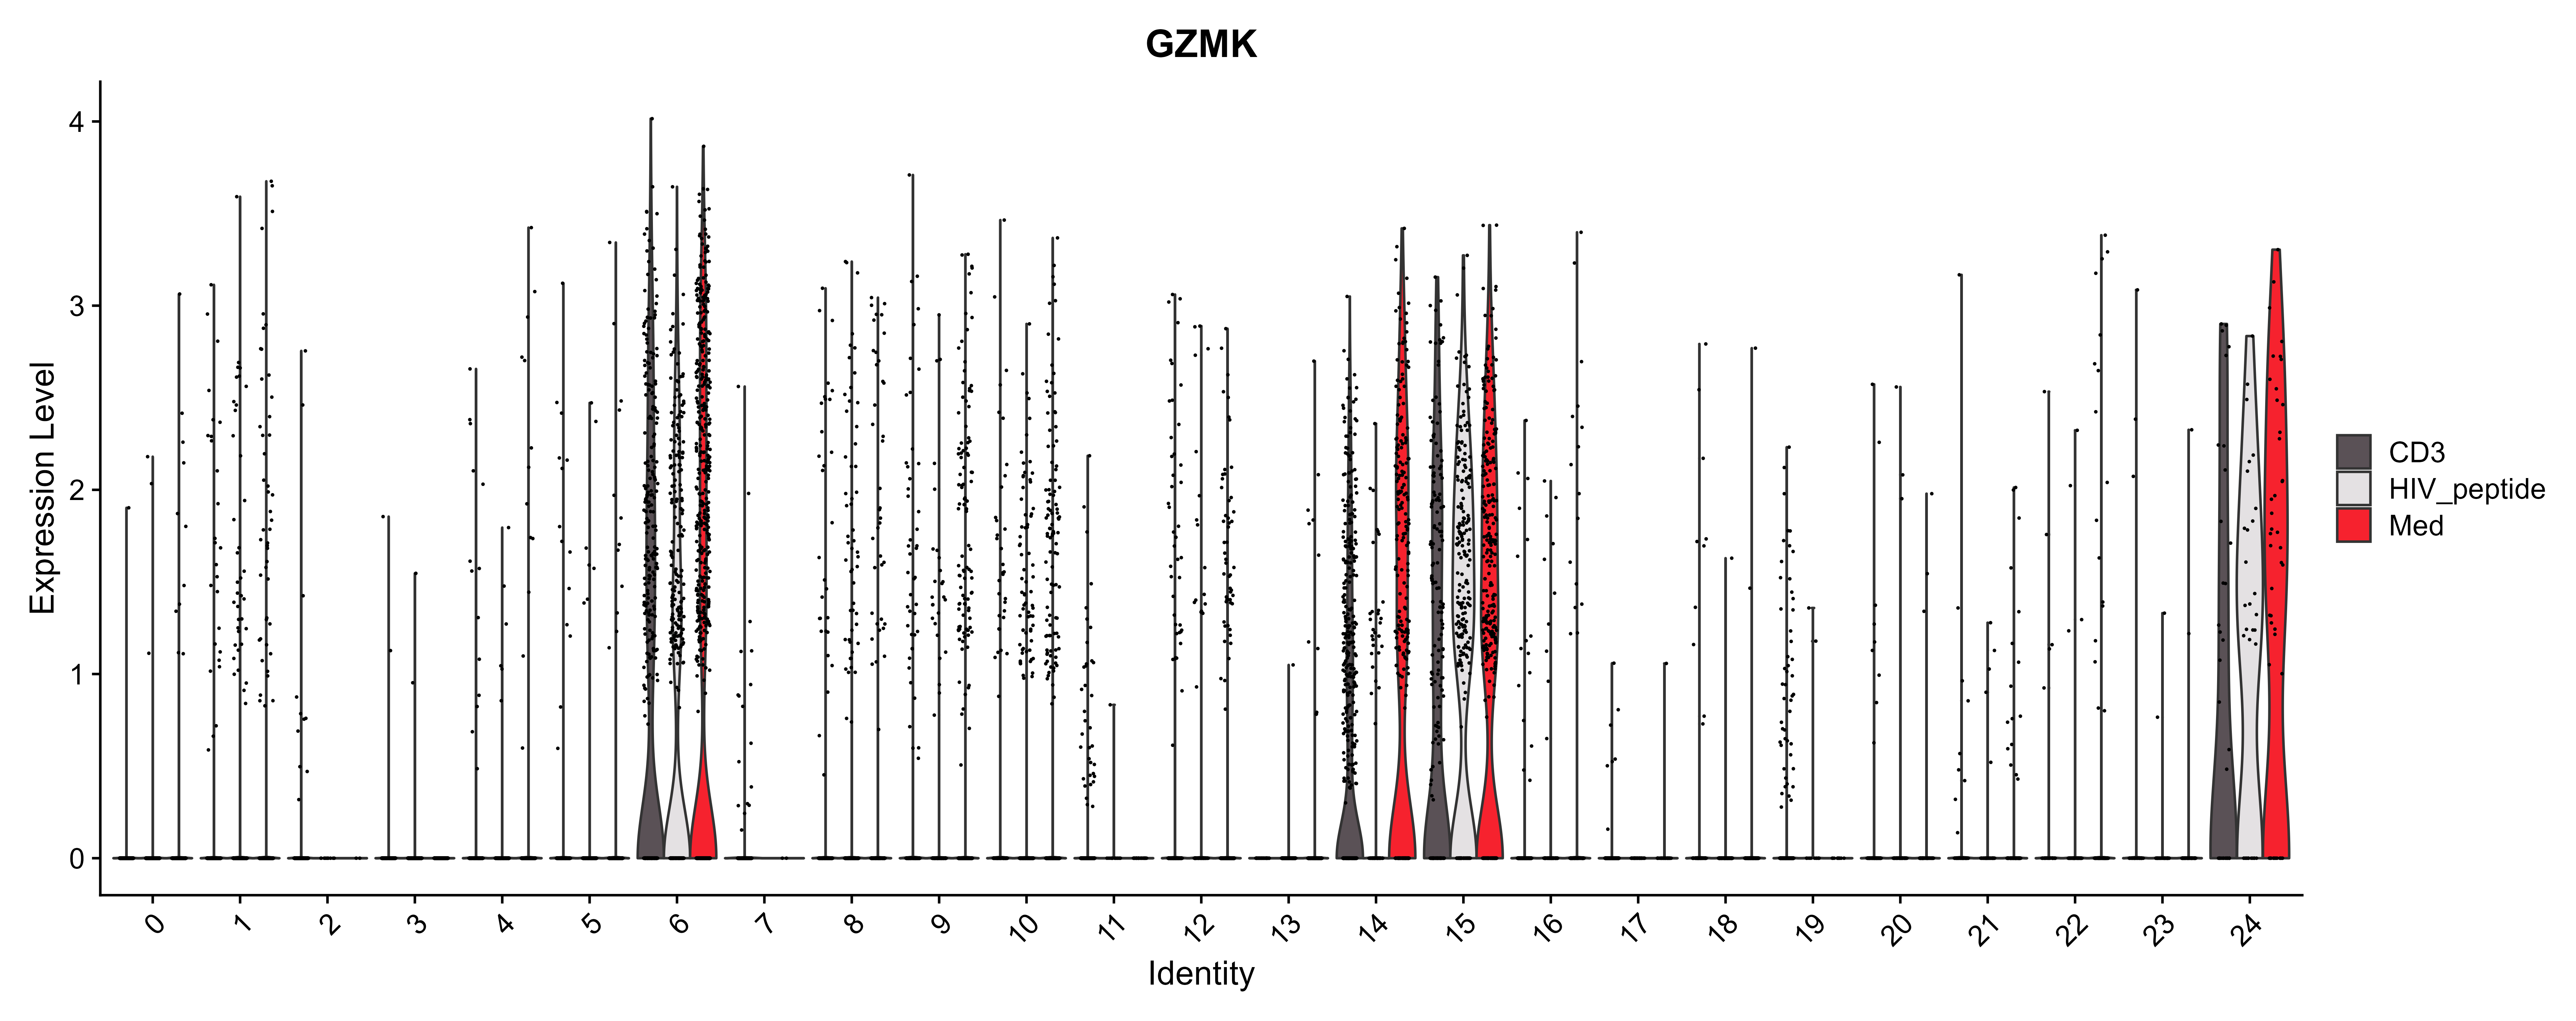 GZMK
Expression Level
4
3
2
1
0
0 1 2 3 4 5 6 7 8 9 10 11 12 13 14 15 16 17 18 19 20 21 22 23 24
Identity
CD3
HIV_peptide
Med